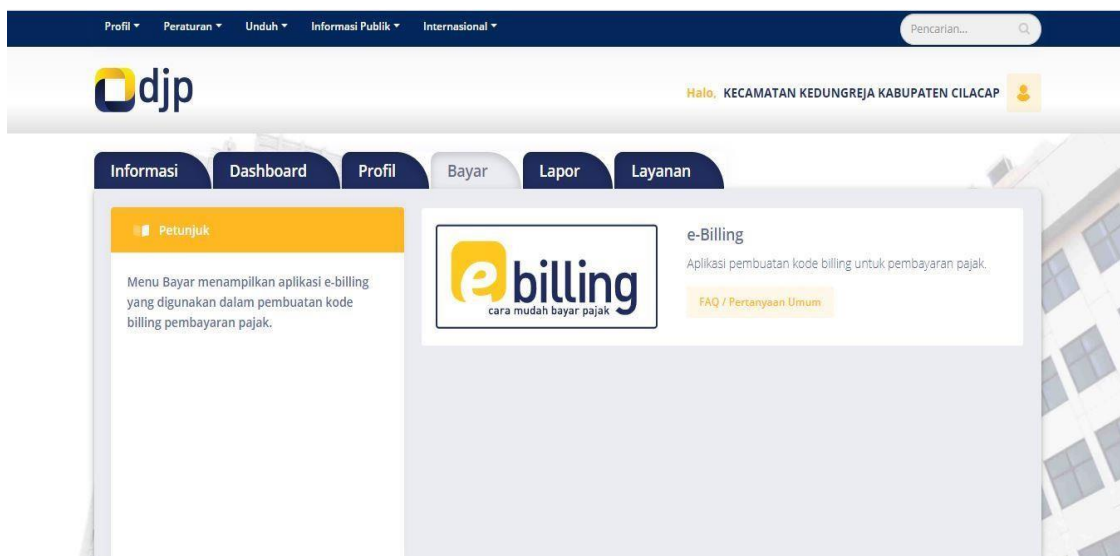 Profil Peraturan Unduh Informasi Publik Internasional Pencarian...
djp
Halo, KECAMATAN KEDUNGREJA KABUPATEN CILACAP
Informasi Dashboard Profil Bayar Lapor Layanan
Petunjuk
Menu Bayar menampilkan aplikasi e-billing
yang digunakan dalam pembuatan kode
billing pembayaran pajak.
e billing
cara mudah bayar pajak
e-Billing
Aplikasi pembuatan kode billing untuk pembayaran pajak.
FAQ / Pertanyaan Umum